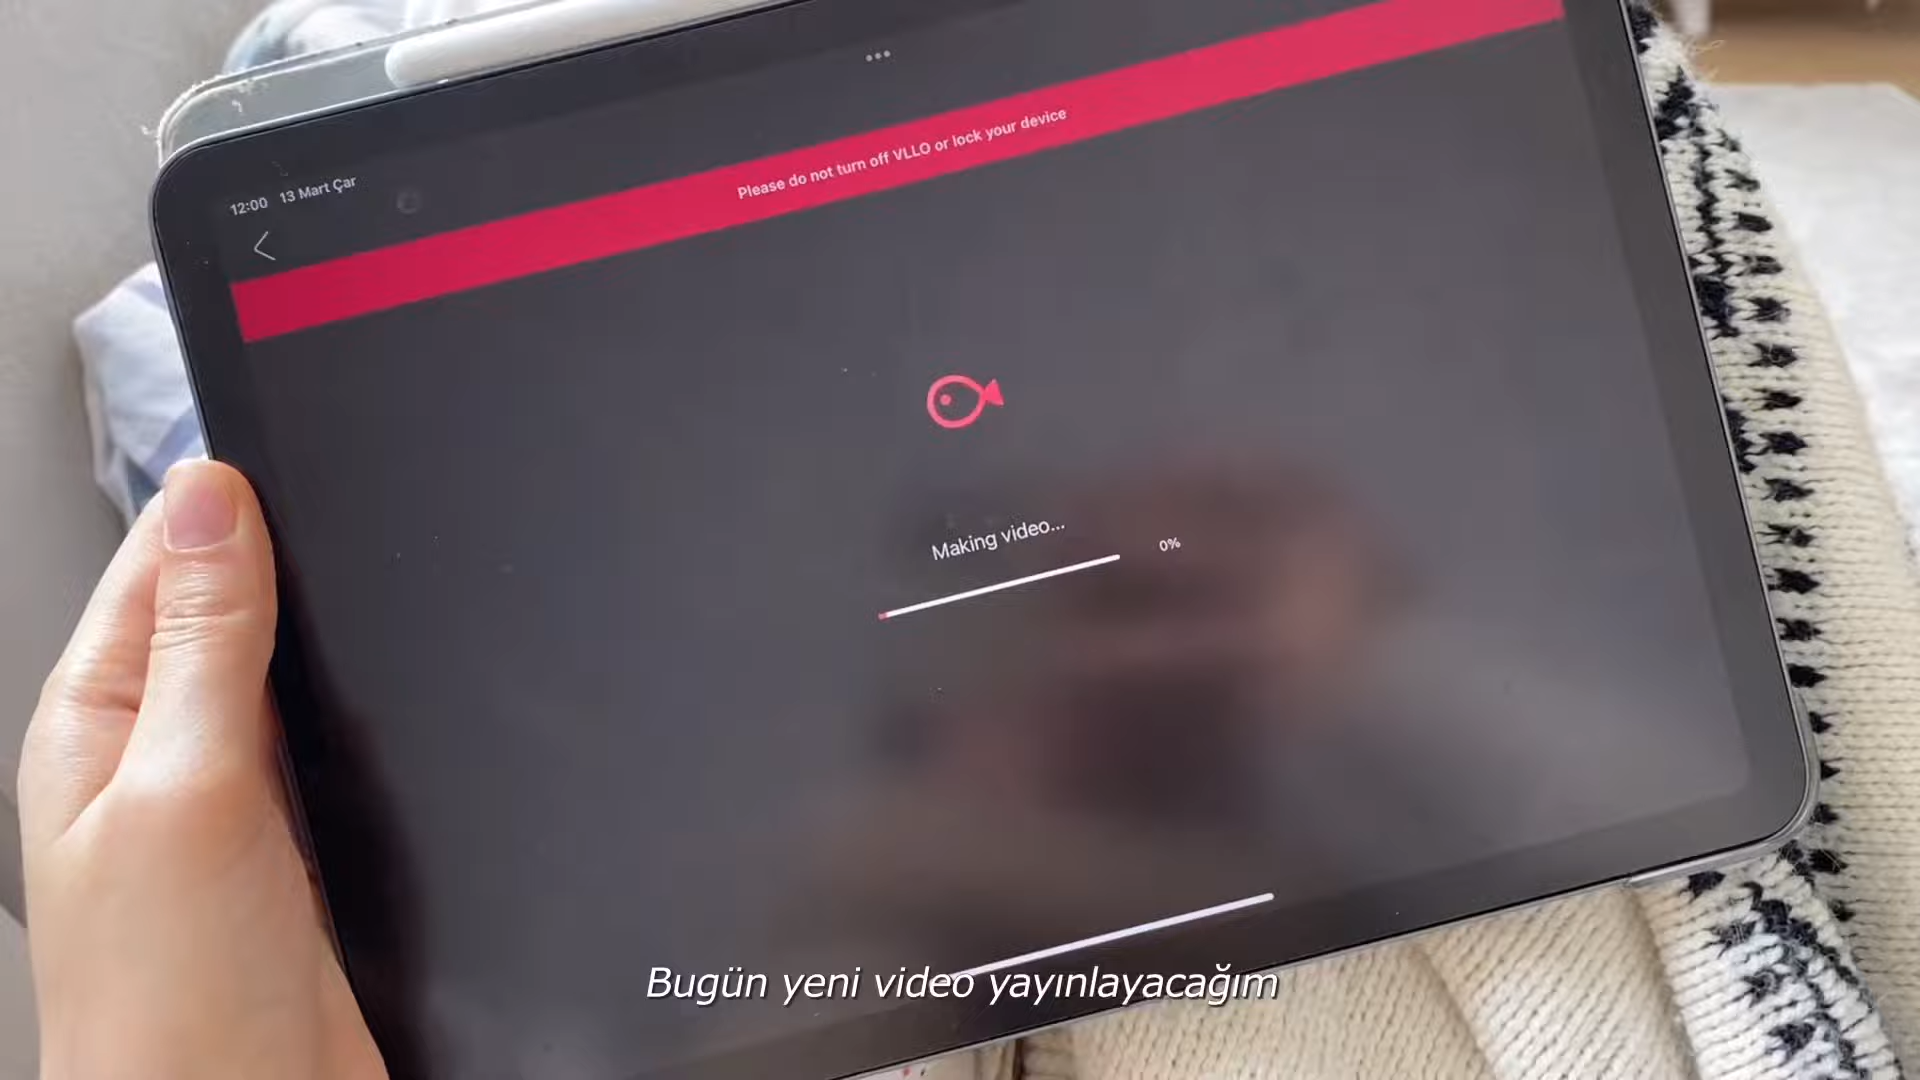 12:00 13 Mart Çar
Please do not turn off VLLO or lock your device
Making video...
0%
Bugün yeni video yayınlayacağım